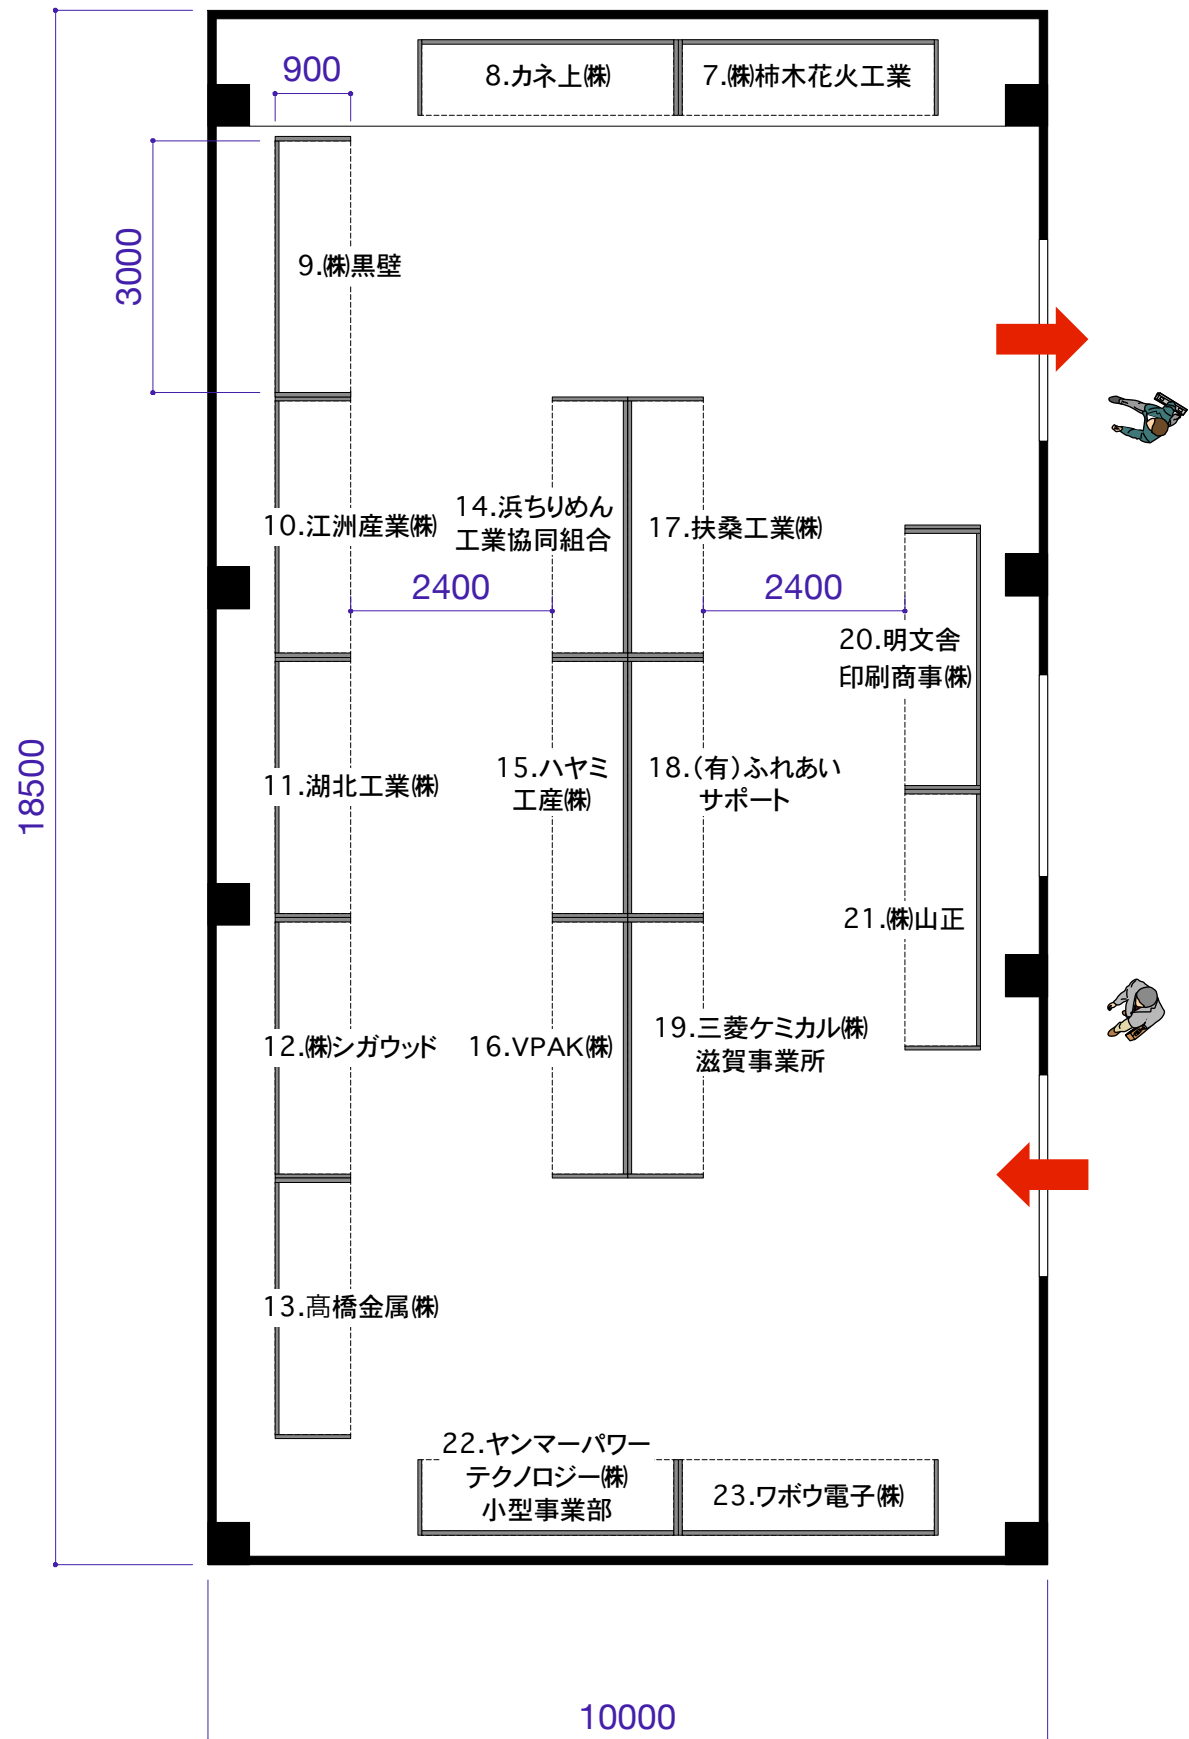 8.カネ上㈱
7.㈱柿木花火工業
900
3000
9.㈱黒壁
10.江洲産業㈱
14.浜ちりめん
工業協同組合
17.扶桑工業㈱
2400
2400
20.明文舎
印刷商事㈱
18500
11.湖北工業㈱
15.ハヤミ
工産㈱
18.(有)ふれあい
サポート
21.㈱山正
12.㈱シガウッド
16.VPAK㈱
19.三菱ケミカル㈱
滋賀事業所
13.髙橋金属㈱
22.ヤンマーパワー
テクノロジー㈱
小型事業部
23.ワボウ電子㈱
10000